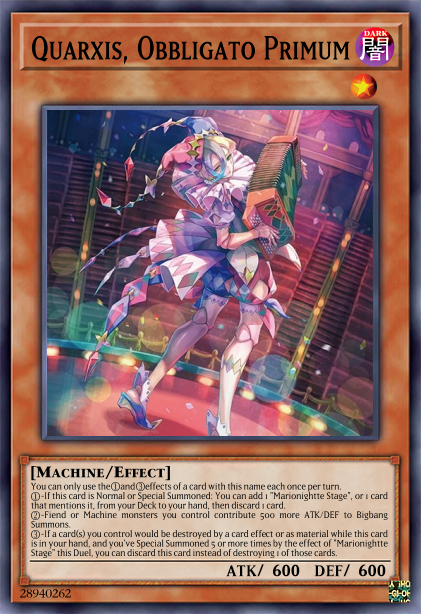 Quarxis, Obbligato Primum
DARK
闇
[Machine/Effect]
You can only use the①and③effects of a card with this name each once per turn.
①-If this card is Normal or Special Summoned: You can add 1 "Marionightte Stage", or 1 card
that mentions it, from your Deck to your hand, then discard 1 card.
②-Fiend or Machine monsters you control contribute 500 more ATK/DEF to Bigbang
Summons.
③-If a card(s) you control would be destroyed by a card effect or as material while this card
is in your hand, and you've Special Summoned 5 or more times by the effect of "Marionightte
Stage" this Duel, you can discard this card instead of destroying 1 of those cards.
ATK/ 600 DEF/ 600
28940262